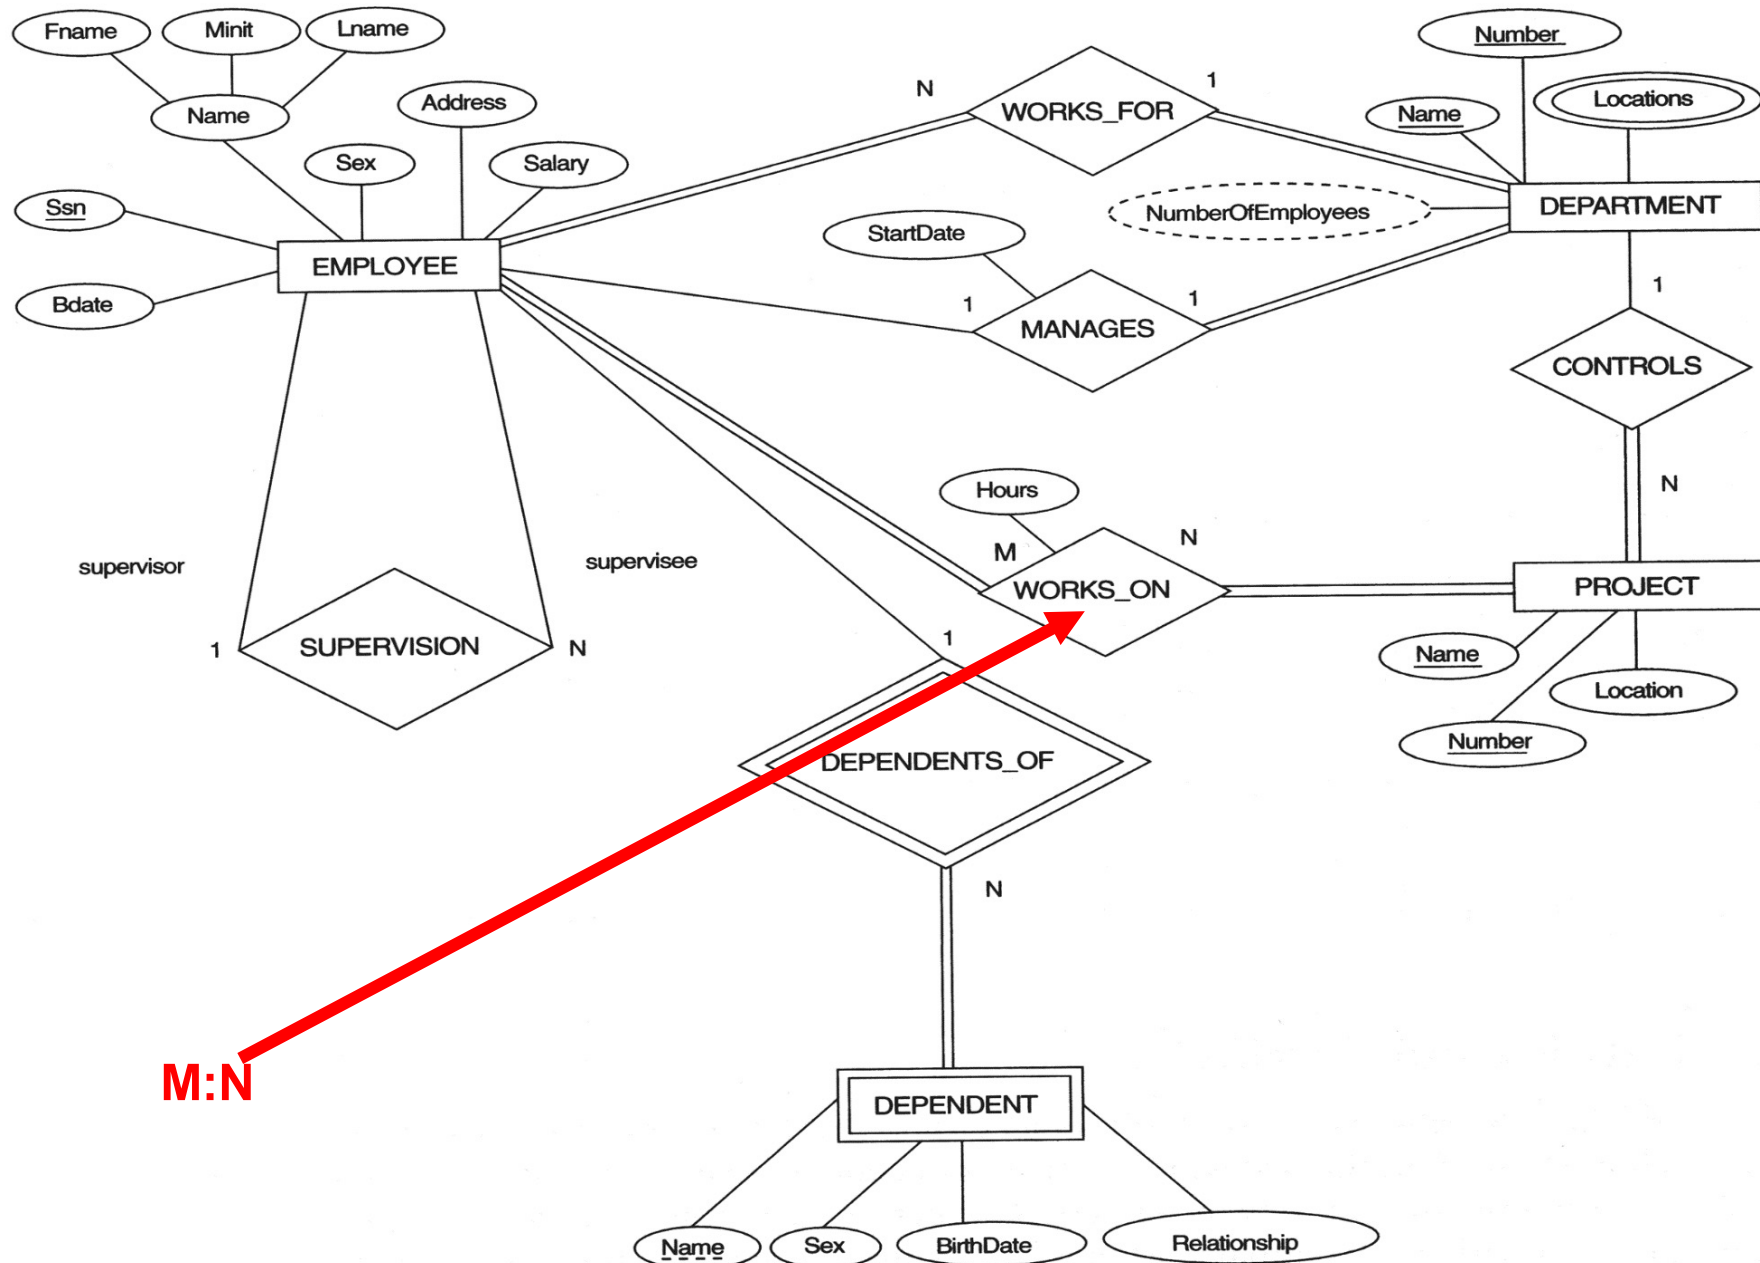 Fname
Minit
Lname
Number
Name
Address
N
1
WORKS_FOR
Name
Locations
Sex
Salary
Ssn
NumberOfEmployees
DEPARTMENT
StartDate
EMPLOYEE
Bdate
1
1
MANAGES
1
CONTROLS
Hours
N
M
N
supervisor
supervisee
WORKS_ON
PROJECT
1
SUPERVISION
N
1
Name
Location
Number
DEPENDENTS_OF
N
M:N
DEPENDENT
Name
Sex
BirthDate
Relationship